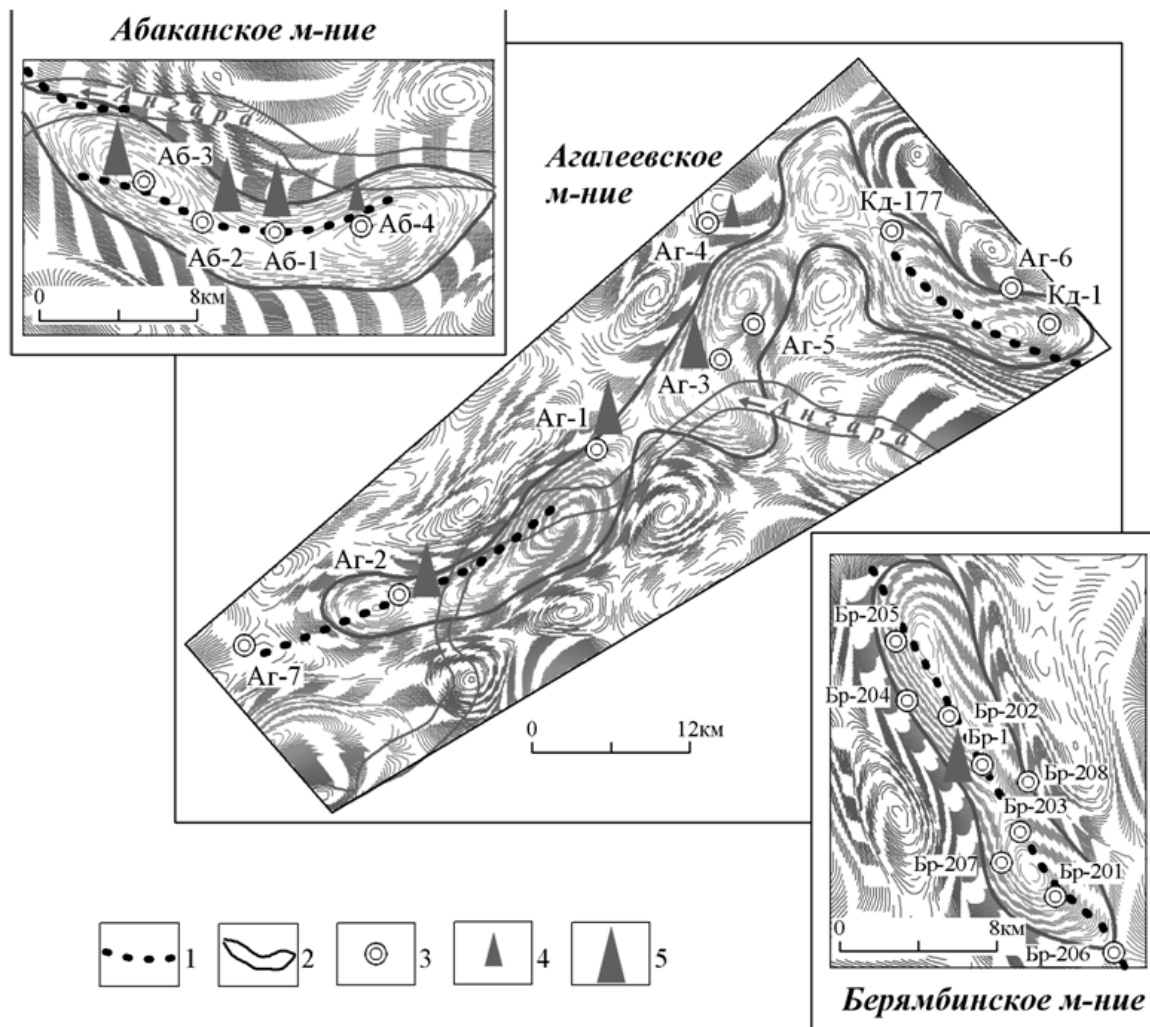 Абаканское м-ние
← Ангара
Аб-3
Аб-2
Аб-1
Аб-4
0
8км
Агалеевское
м-ние
Кд-177
Аг-4
Аг-6
Кд-1
Аг-5
Аг-3
← Ангара
Аг-1
Аг-2
Аг-7
0
12км
Бр-205
Бр-204
Бр-202
Бр-1
Бр-208
Бр-203
Бр-207
Бр-201
0
8км
Бр-206
Берямбинское м-ние
1
2
3
4
5